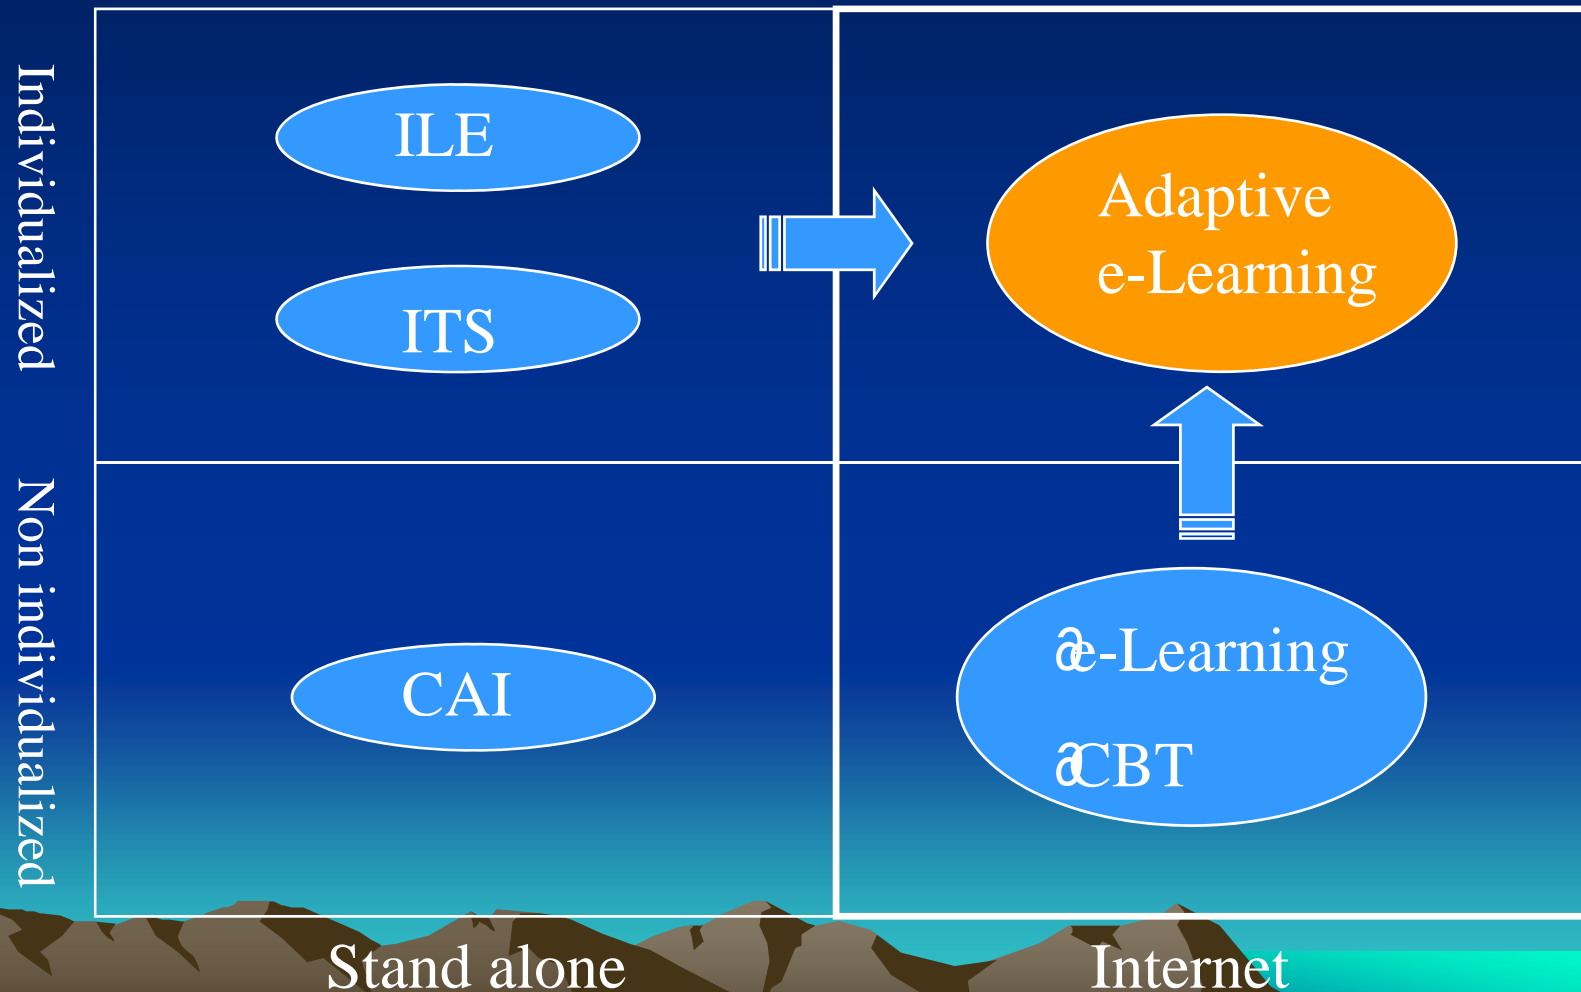 Individualized
ILE
ITS
Adaptive
e-Learning
Non individualized
CAI
∂e-Learning
∂CBT
Stand alone
Internet